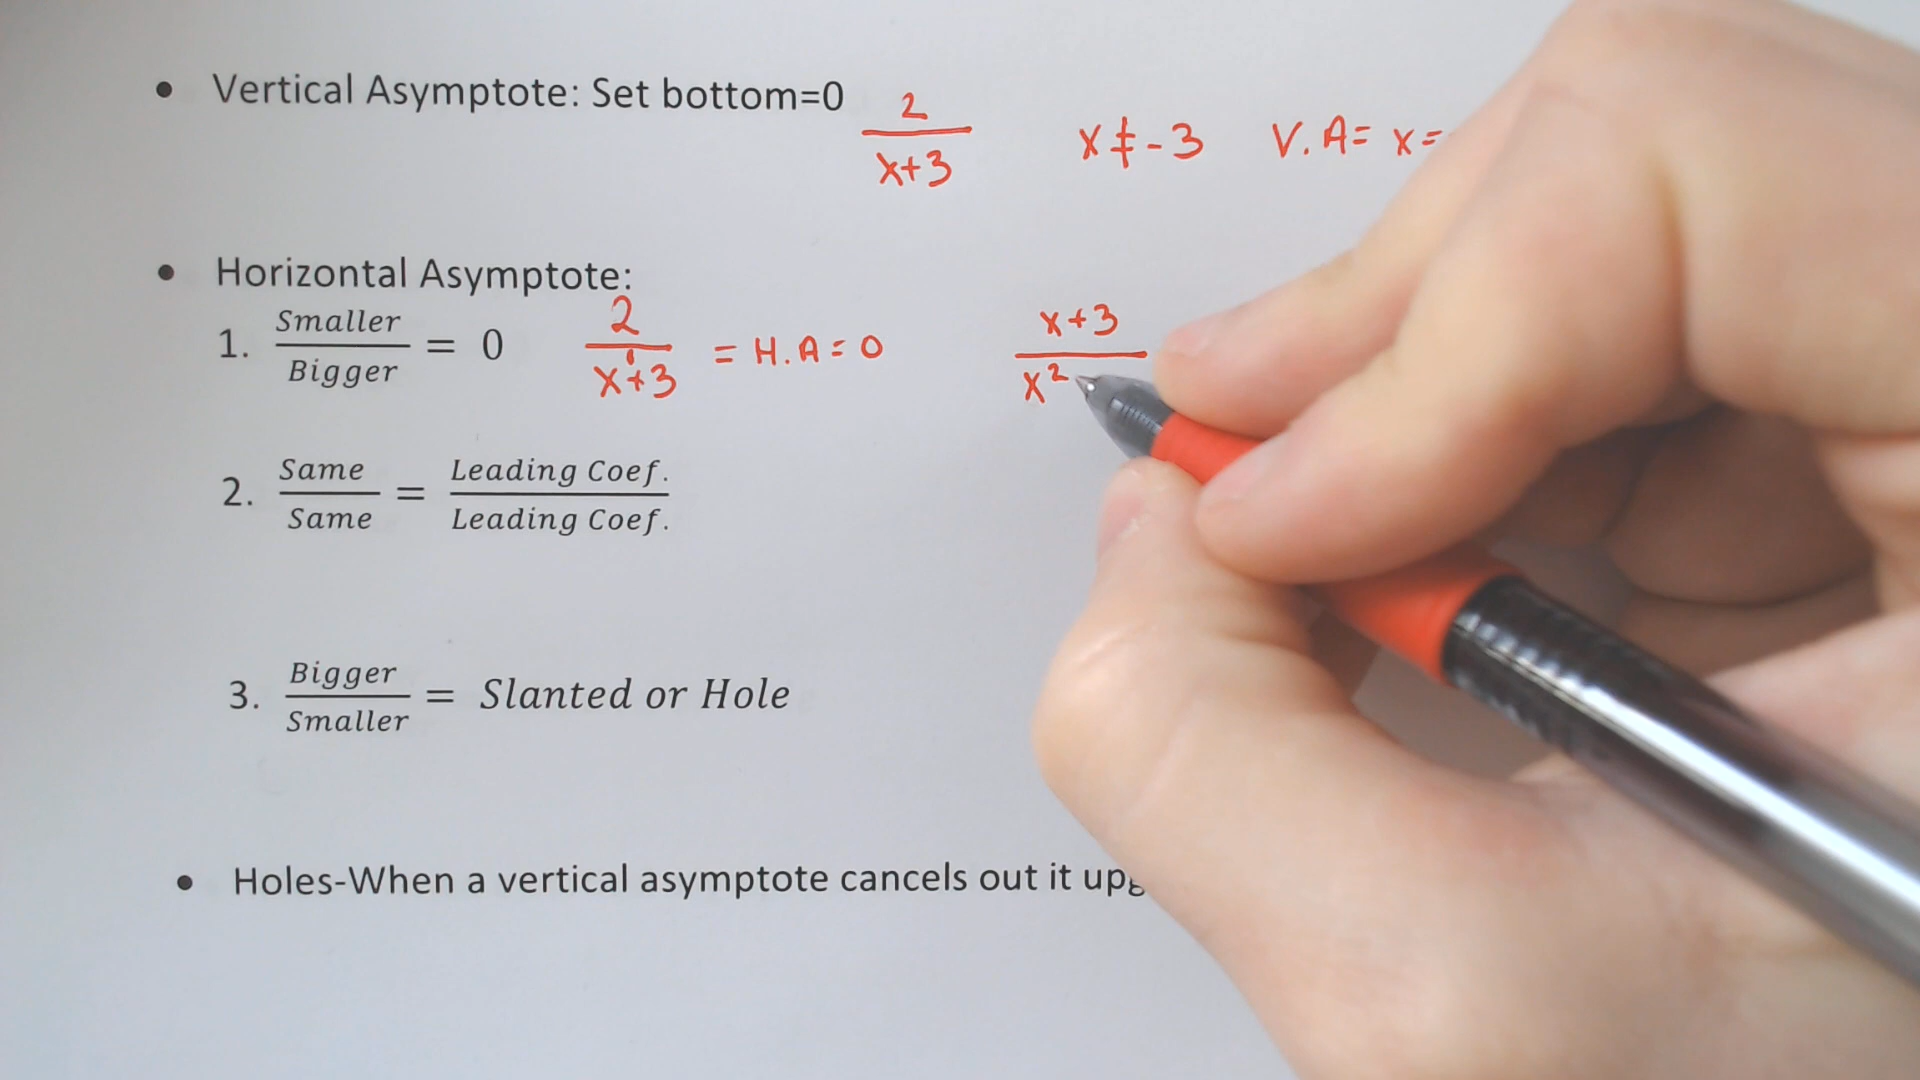 • Vertical Asymptote: Set bottom=0 2/(x+3) x≠-3 V.A= x=
• Horizontal Asymptote:
1. Smaller/Bigger = 0 2/(x¹+3) = H.A=0 (x+3)/x²
2. Same/Same = Leading Coef./Leading Coef.
3. Bigger/Smaller = Slanted or Hole
• Holes-When a vertical asymptote cancels out it